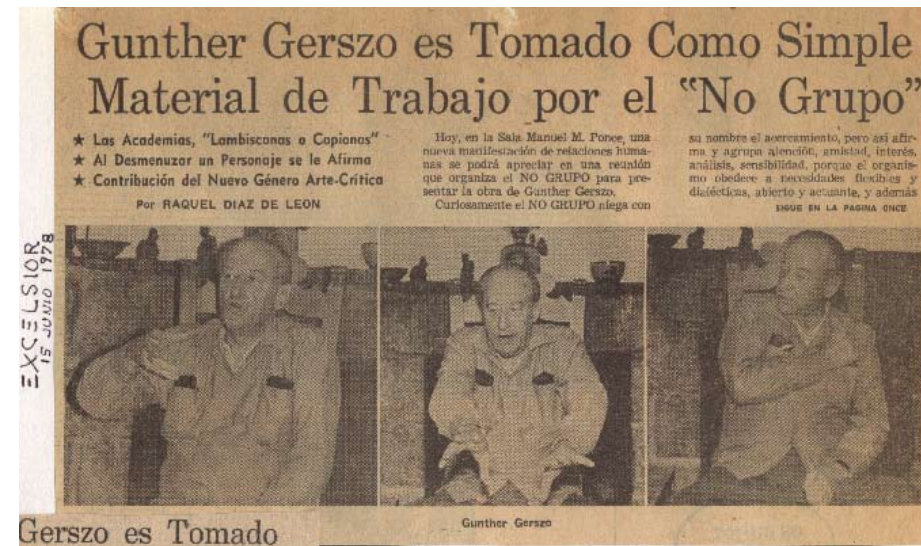 Gunther Gerszo es Tomado Como Simple
Material de Trabajo por el "No Grupo"
★ Las Academias, "Lambisconas o Copionas"
★ Al Desmenuzar un Personaje se le Afirma
★ Contribución del Nuevo Género Arte-Crítica
Por RAQUEL DIAZ DE LEON
Hoy, en la Sala Manuel M. Ponce, una
nueva manifestación de relaciones huma-
nas se podrá apreciar en una reunión
que organiza el NO GRUPO para pre-
sentar la obra de Gunther Gerszo.
Curiosamente el NO GRUPO niega con
su nombre el acercamiento, pero así afir-
ma y agrupa atención, amistad, interés,
análisis, sensibilidad, porque el organis-
mo obedece a necesidades flexibles y
dialécticas, abierto y actuante, y además
SIGUE EN LA PAGINA ONCE
EXCELSIOR
15 JUNIO 1978
Gunther Gerszo
Gerszo es Tomado